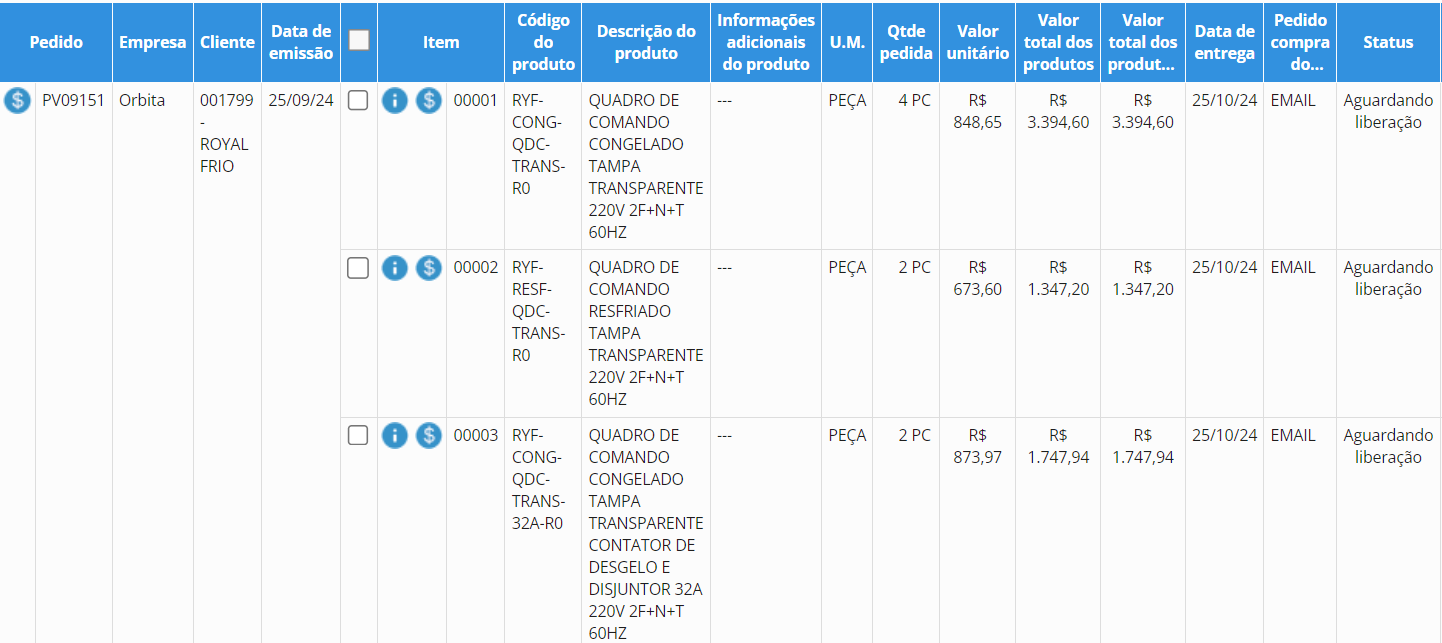 Pedido
Empresa
Cliente
Data de
emissão
Item
Código
do
produto
Descrição do
produto
Informações
adicionais
do produto
U.M.
Qtde
pedida
Valor
unitário
Valor
total dos
produtos
Valor
total dos
produt...
Data de
entrega
Pedido
compra
do...
Status
PV09151
Orbita
001799
-
ROYAL
FRIO
25/09/24
00001
RYF-
CONG-
QDC-
TRANS-
R0
QUADRO DE
COMANDO
CONGELADO
TAMPA
TRANSPARENTE
220V 2F+N+T
60HZ
---
PEÇA
4 PC
R$
848,65
R$
3.394,60
R$
3.394,60
25/10/24
EMAIL
Aguardando
liberação
00002
RYF-
RESF-
QDC-
TRANS-
R0
QUADRO DE
COMANDO
RESFRIADO
TAMPA
TRANSPARENTE
220V 2F+N+T
60HZ
---
PEÇA
2 PC
R$
673,60
R$
1.347,20
R$
1.347,20
25/10/24
EMAIL
Aguardando
liberação
00003
RYF-
CONG-
QDC-
TRANS-
32A-R0
QUADRO DE
COMANDO
CONGELADO
TAMPA
TRANSPARENTE
CONTATOR DE
DESGELO E
DISJUNTOR 32A
220V 2F+N+T
60HZ
---
PEÇA
2 PC
R$
873,97
R$
1.747,94
R$
1.747,94
25/10/24
EMAIL
Aguardando
liberação